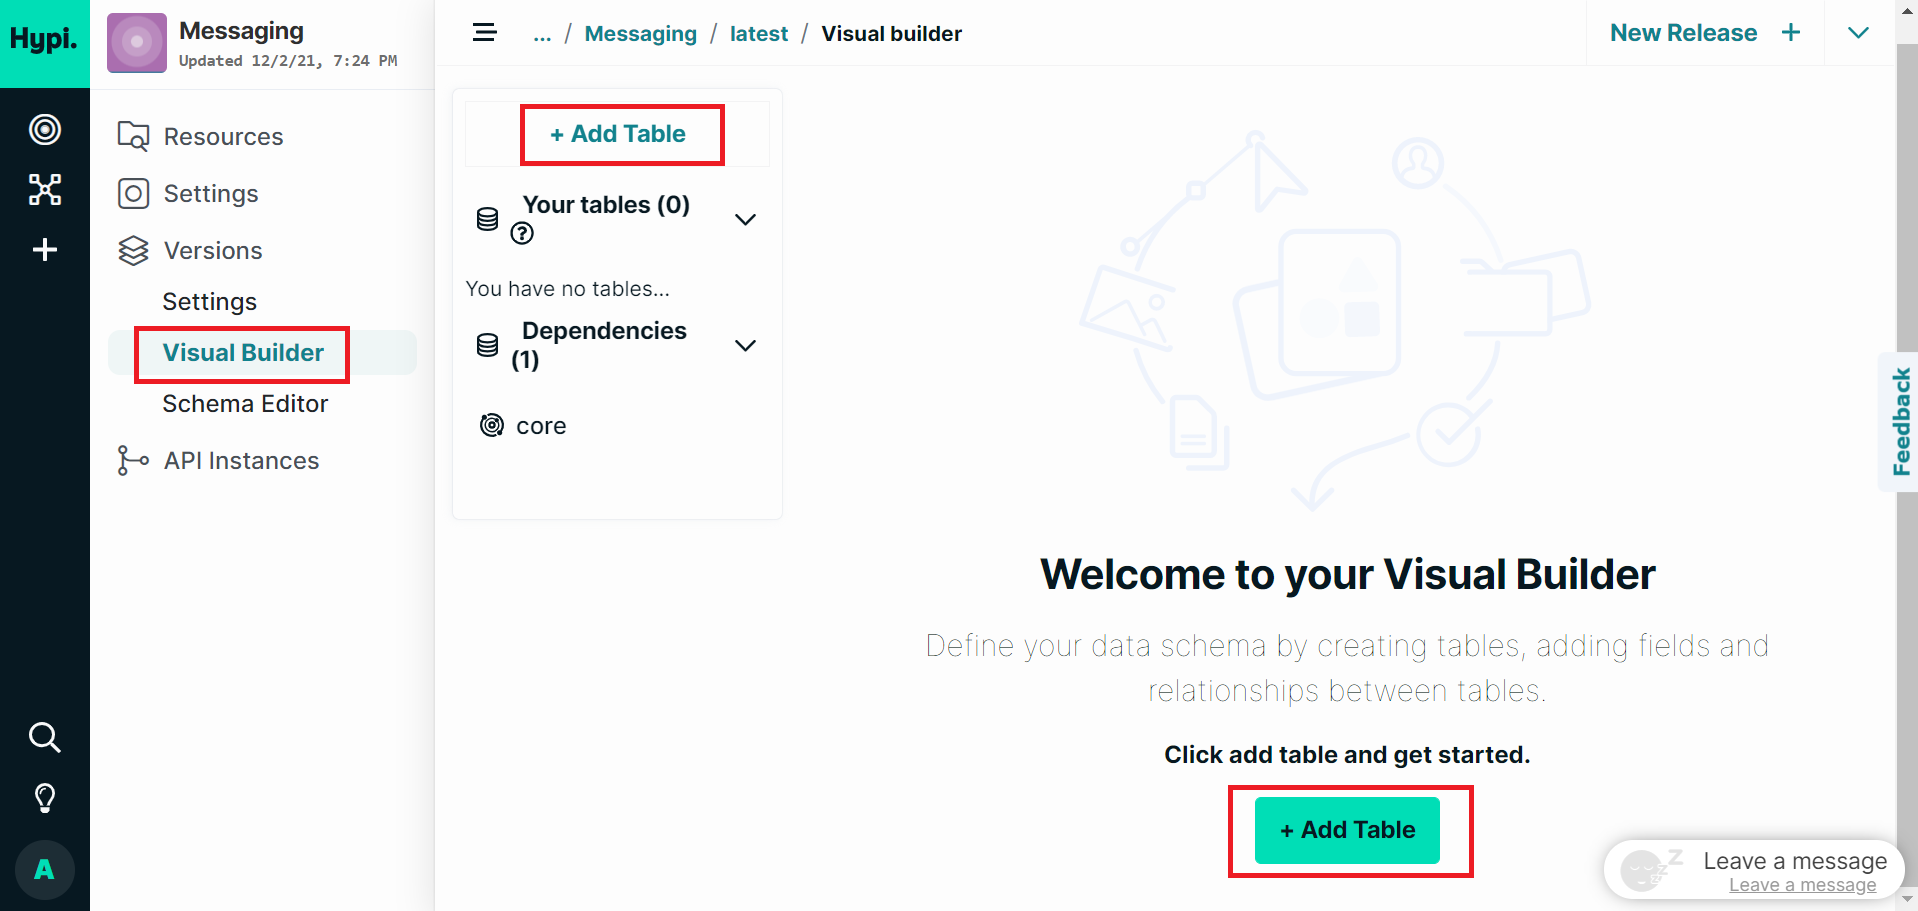 Hypi.
Messaging
Updated 12/2/21, 7:24 PM
Resources
Settings
Versions
Settings
Visual Builder
Schema Editor
API Instances
A
... / Messaging / latest / Visual builder
New Release +
+ Add Table
Your tables (0)
?
You have no tables...
Dependencies
(1)
core
Welcome to your Visual Builder
Define your data schema by creating tables, adding fields and
relationships between tables.
Click add table and get started.
+ Add Table
Feedback
Leave a message
Leave a message